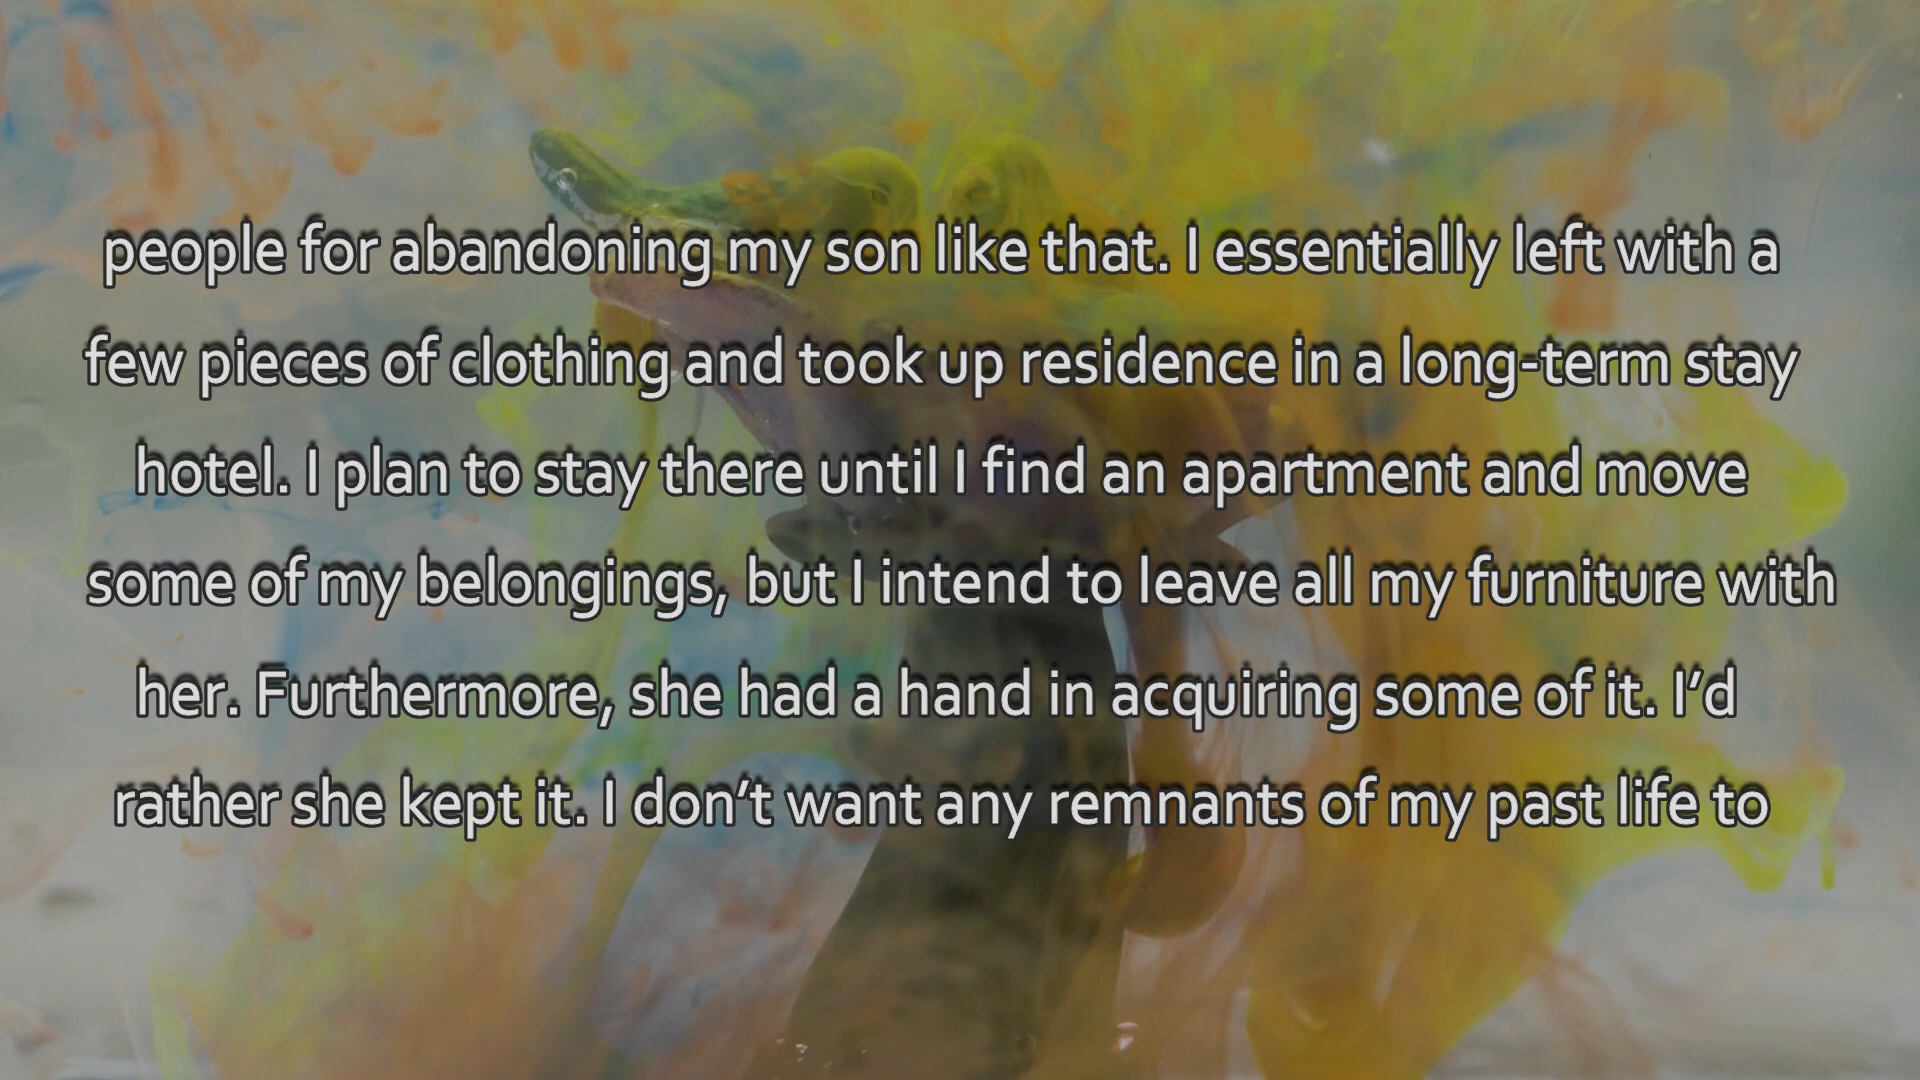 people for abandoning my son like that. I essentially left with a
few pieces of clothing and took up residence in a long-term stay
hotel. I plan to stay there until I find an apartment and move
some of my belongings, but I intend to leave all my furniture with
her. Furthermore, she had a hand in acquiring some of it. I’d
rather she kept it. I don’t want any remnants of my past life to